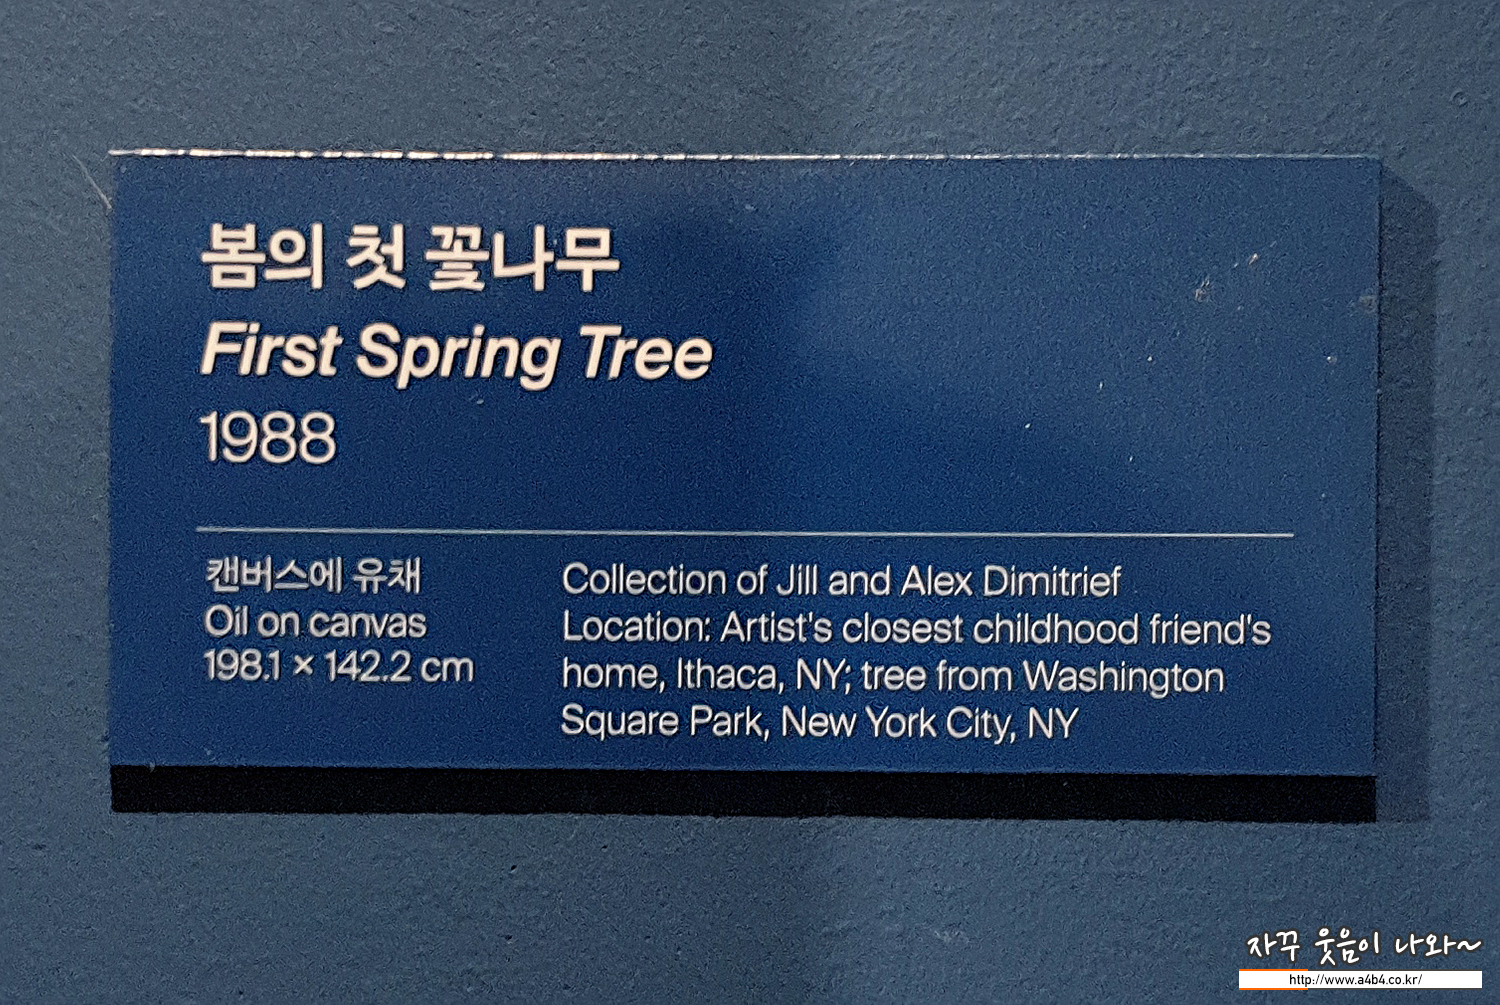 봄의 첫 꽃나무
First Spring Tree
1988
캔버스에 유채
Oil on canvas
198.1 × 142.2 cm
Collection of Jill and Alex Dimitrief
Location: Artist's closest childhood friend's
home, Ithaca, NY; tree from Washington
Square Park, New York City, NY
자꾸 웃음이 나와~
http://www.a4b4.co.kr/